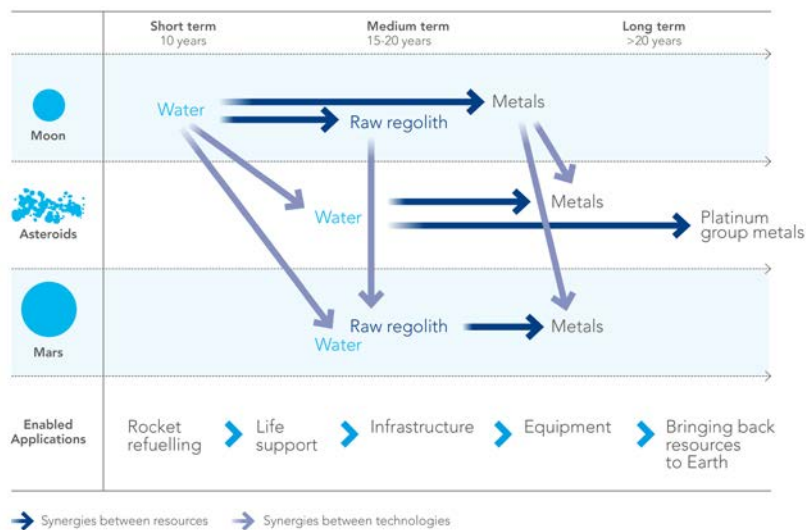 Short term
10 years
Medium term
15-20 years
Long term
>20 years
Moon
Water
Raw regolith
Metals
Asteroids
Water
Metals
Platinum
group metals
Mars
Raw regolith
Water
Metals
Enabled
Applications
Rocket
refuelling
Life
support
Infrastructure
Equipment
Bringing back
resources
to Earth
Synergies between resources
Synergies between technologies